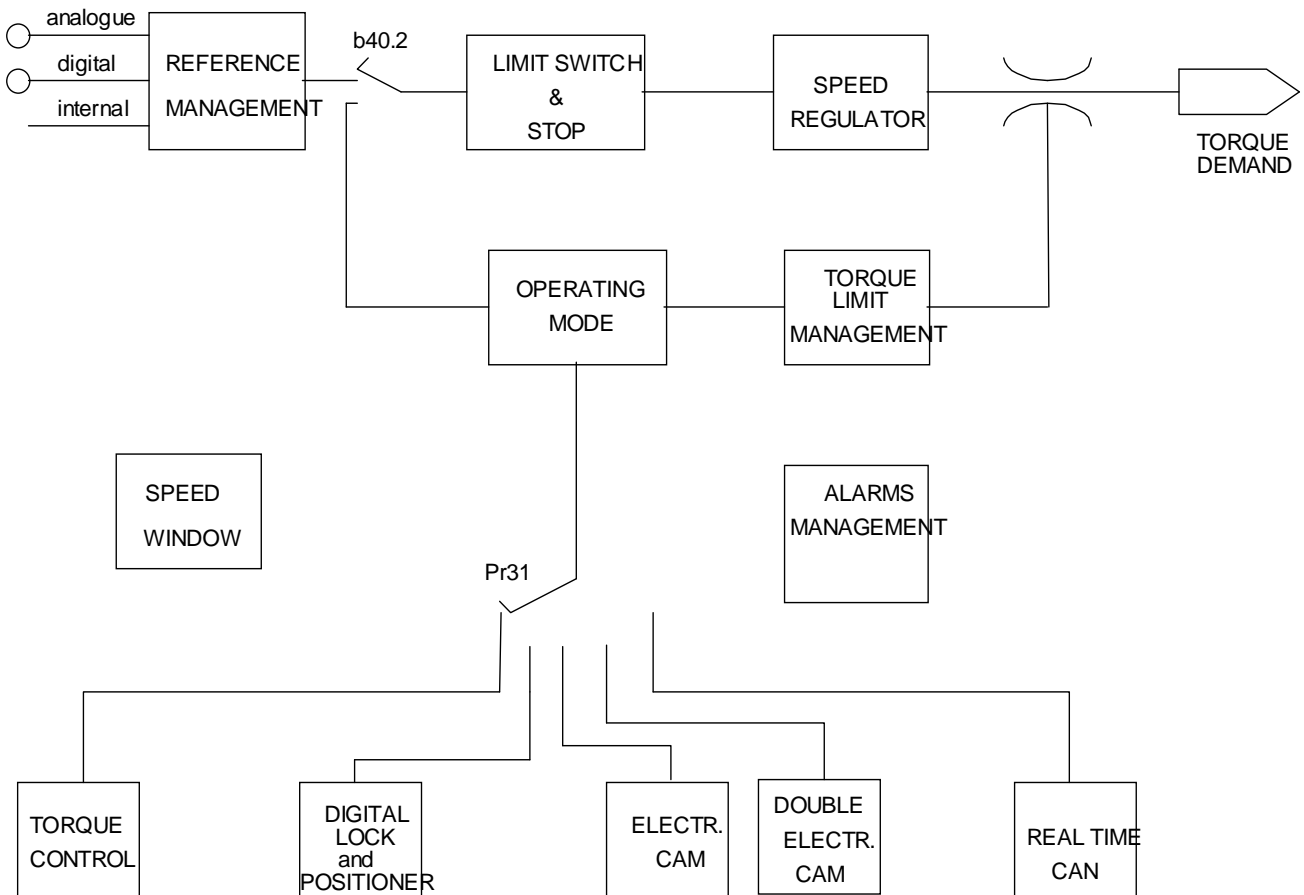 analogue
digital
internal
REFERENCE
MANAGEMENT
b40.2
LIMIT SWITCH
&
STOP
SPEED
REGULATOR
TORQUE
DEMAND
OPERATING
MODE
TORQUE
LIMIT
MANAGEMENT
SPEED
WINDOW
ALARMS
MANAGEMENT
Pr31
TORQUE
CONTROL
DIGITAL
LOCK
and
POSITIONER
ELECTR.
CAM
DOUBLE
ELECTR.
CAM
REAL TIME
CAN